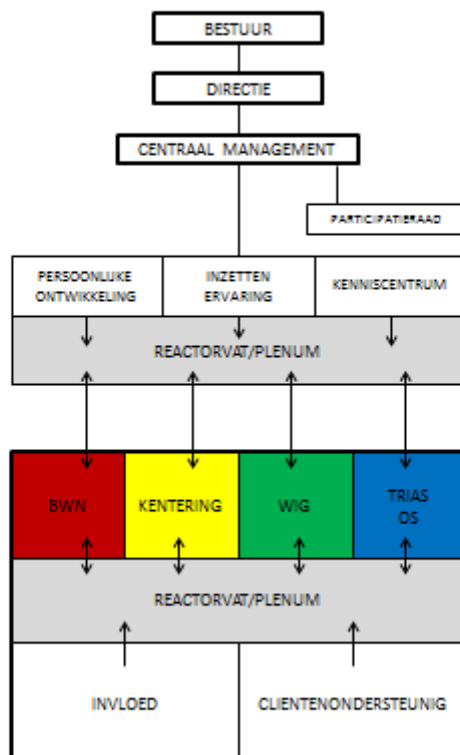 BESTUUR
DIRECTIE
CENTRAAL MANAGEMENT
PARTICIPATIERAAD
PERSOONLIJKE
ONTWIKKELING
INZETTEN
ERVARING
KENNISCENTRUM
REACTORVAT/PLENUM
BWN
KENTERING
WIG
TRIAS
OS
REACTORVAT/PLENUM
INVLOED
CLIENTENONDERSTEUNIG